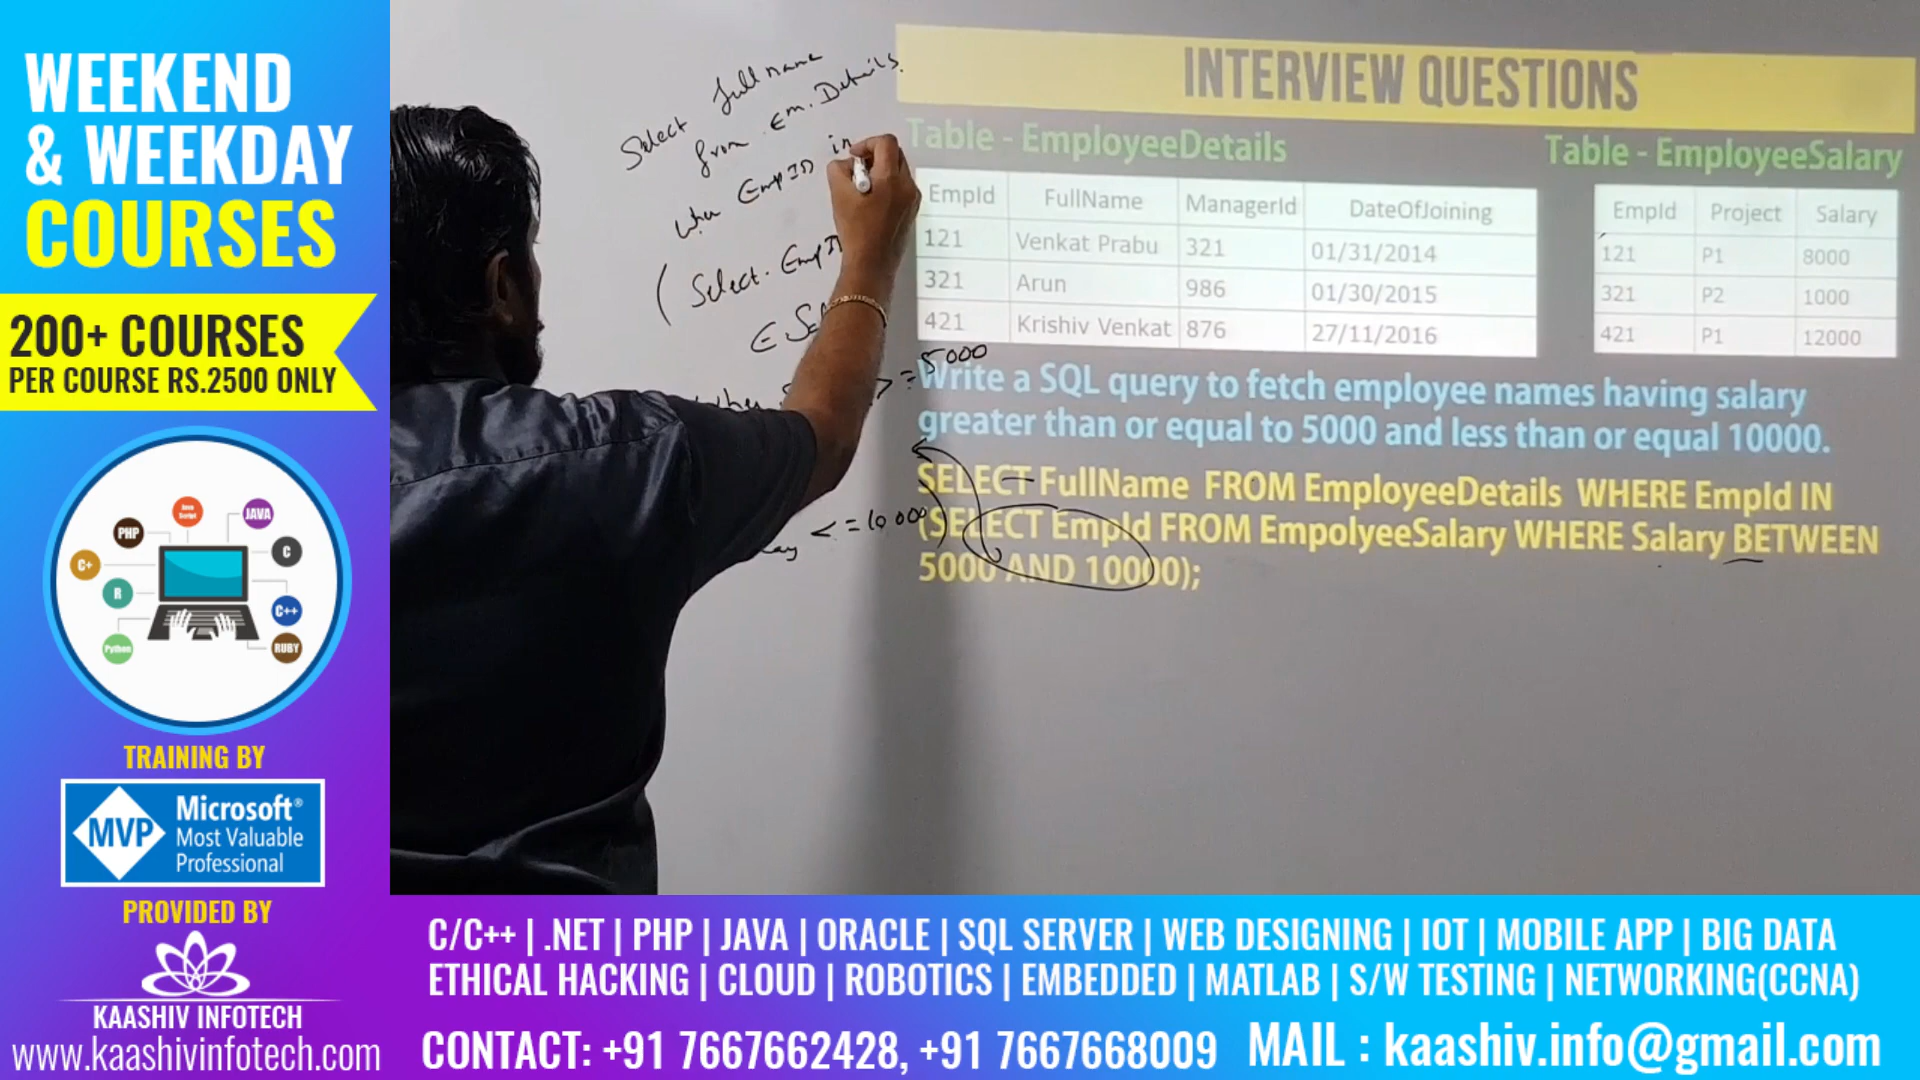 WEEKEND
& WEEKDAY
COURSES
200+ COURSES
PER COURSE RS.2500 ONLY
Java
Script
JAVA
PHP
C
C+
R
C++
Python
RUBY
TRAINING BY
MVP
Microsoft®
Most Valuable
Professional
PROVIDED BY
KAASHIV INFOTECH
www.kaashivinfotech.com
Select fullname
from Em.Details
EmpID in
(Select. EmpI
>= 5000
<= 10 000)
INTERVIEW QUESTIONS
Table - EmployeeDetails
EmpId FullName ManagerId DateOfJoining
121 Venkat Prabu 321 01/31/2014
321 Arun 986 01/30/2015
421 Krishiv Venkat 876 27/11/2016
Table - EmployeeSalary
EmpId Project Salary
121 P1 8000
321 P2 1000
421 P1 12000
Write a SQL query to fetch employee names having salary
greater than or equal to 5000 and less than or equal 10000.
SELECT FullName FROM EmployeeDetails WHERE EmpId IN
(SELECT EmpId FROM EmpolyeeSalary WHERE Salary BETWEEN
5000 AND 10000);
C/C++ | .NET | PHP | JAVA | ORACLE | SQL SERVER | WEB DESIGNING | IOT | MOBILE APP | BIG DATA
ETHICAL HACKING | CLOUD | ROBOTICS | EMBEDDED | MATLAB | S/W TESTING | NETWORKING(CCNA)
CONTACT: +91 7667662428, +91 7667668009 MAIL : kaashiv.info@gmail.com